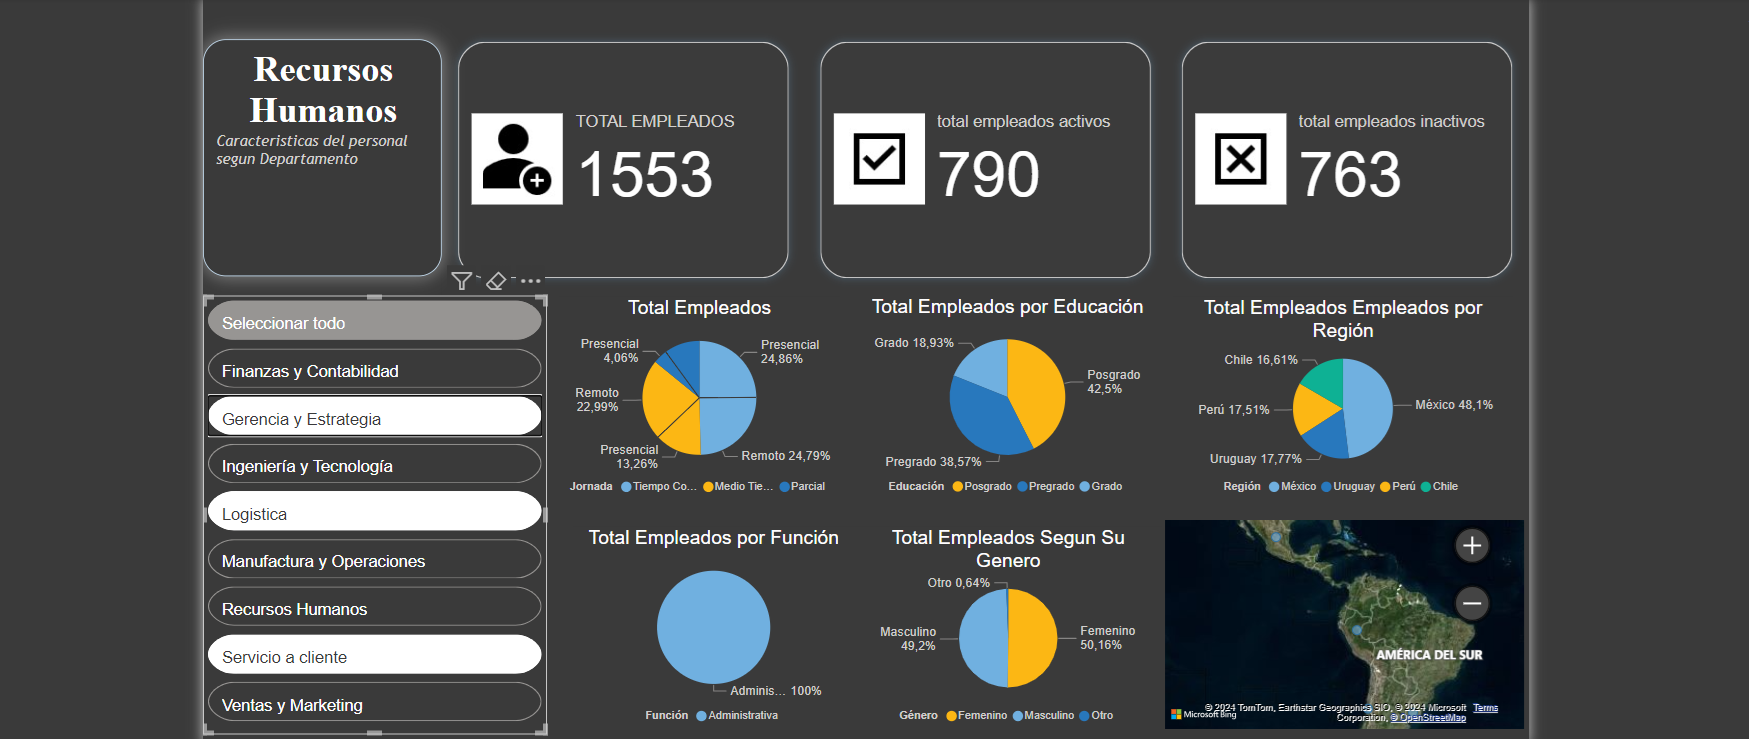 Recursos
Humanos
Caracteristicas del personal
segun Departamento
TOTAL EMPLEADOS
1553
total empleados activos
790
total empleados inactivos
763
Seleccionar todo
Finanzas y Contabilidad
Gerencia y Estrategia
Ingeniería y Tecnología
Logistica
Manufactura y Operaciones
Recursos Humanos
Servicio a cliente
Ventas y Marketing
Total Empleados
Presencial
4,06%
Presencial
24,86%
Remoto
22,99%
Presencial
13,26%
Remoto 24,79%
Jornada Tiempo Co... Medio Tie... Parcial
Total Empleados por Educación
Grado 18,93%
Posgrado
42,5%
Pregrado 38,57%
Educación Posgrado Pregrado Grado
Total Empleados Empleados por
Región
Chile 16,61%
Perú 17,51%
México 48,1%
Uruguay 17,77%
Región México Uruguay Perú Chile
Total Empleados por Función
Adminis... 100%
Función Administrativa
Total Empleados Segun Su
Genero
Otro 0,64%
Masculino
49,2%
Femenino
50,16%
Género Femenino Masculino Otro
AMÉRICA DEL SUR
Microsoft Bing
© 2024 TomTom, Earthstar Geographics SIO, © 2024 Microsoft Terms
Corporation, © OpenStreetMap